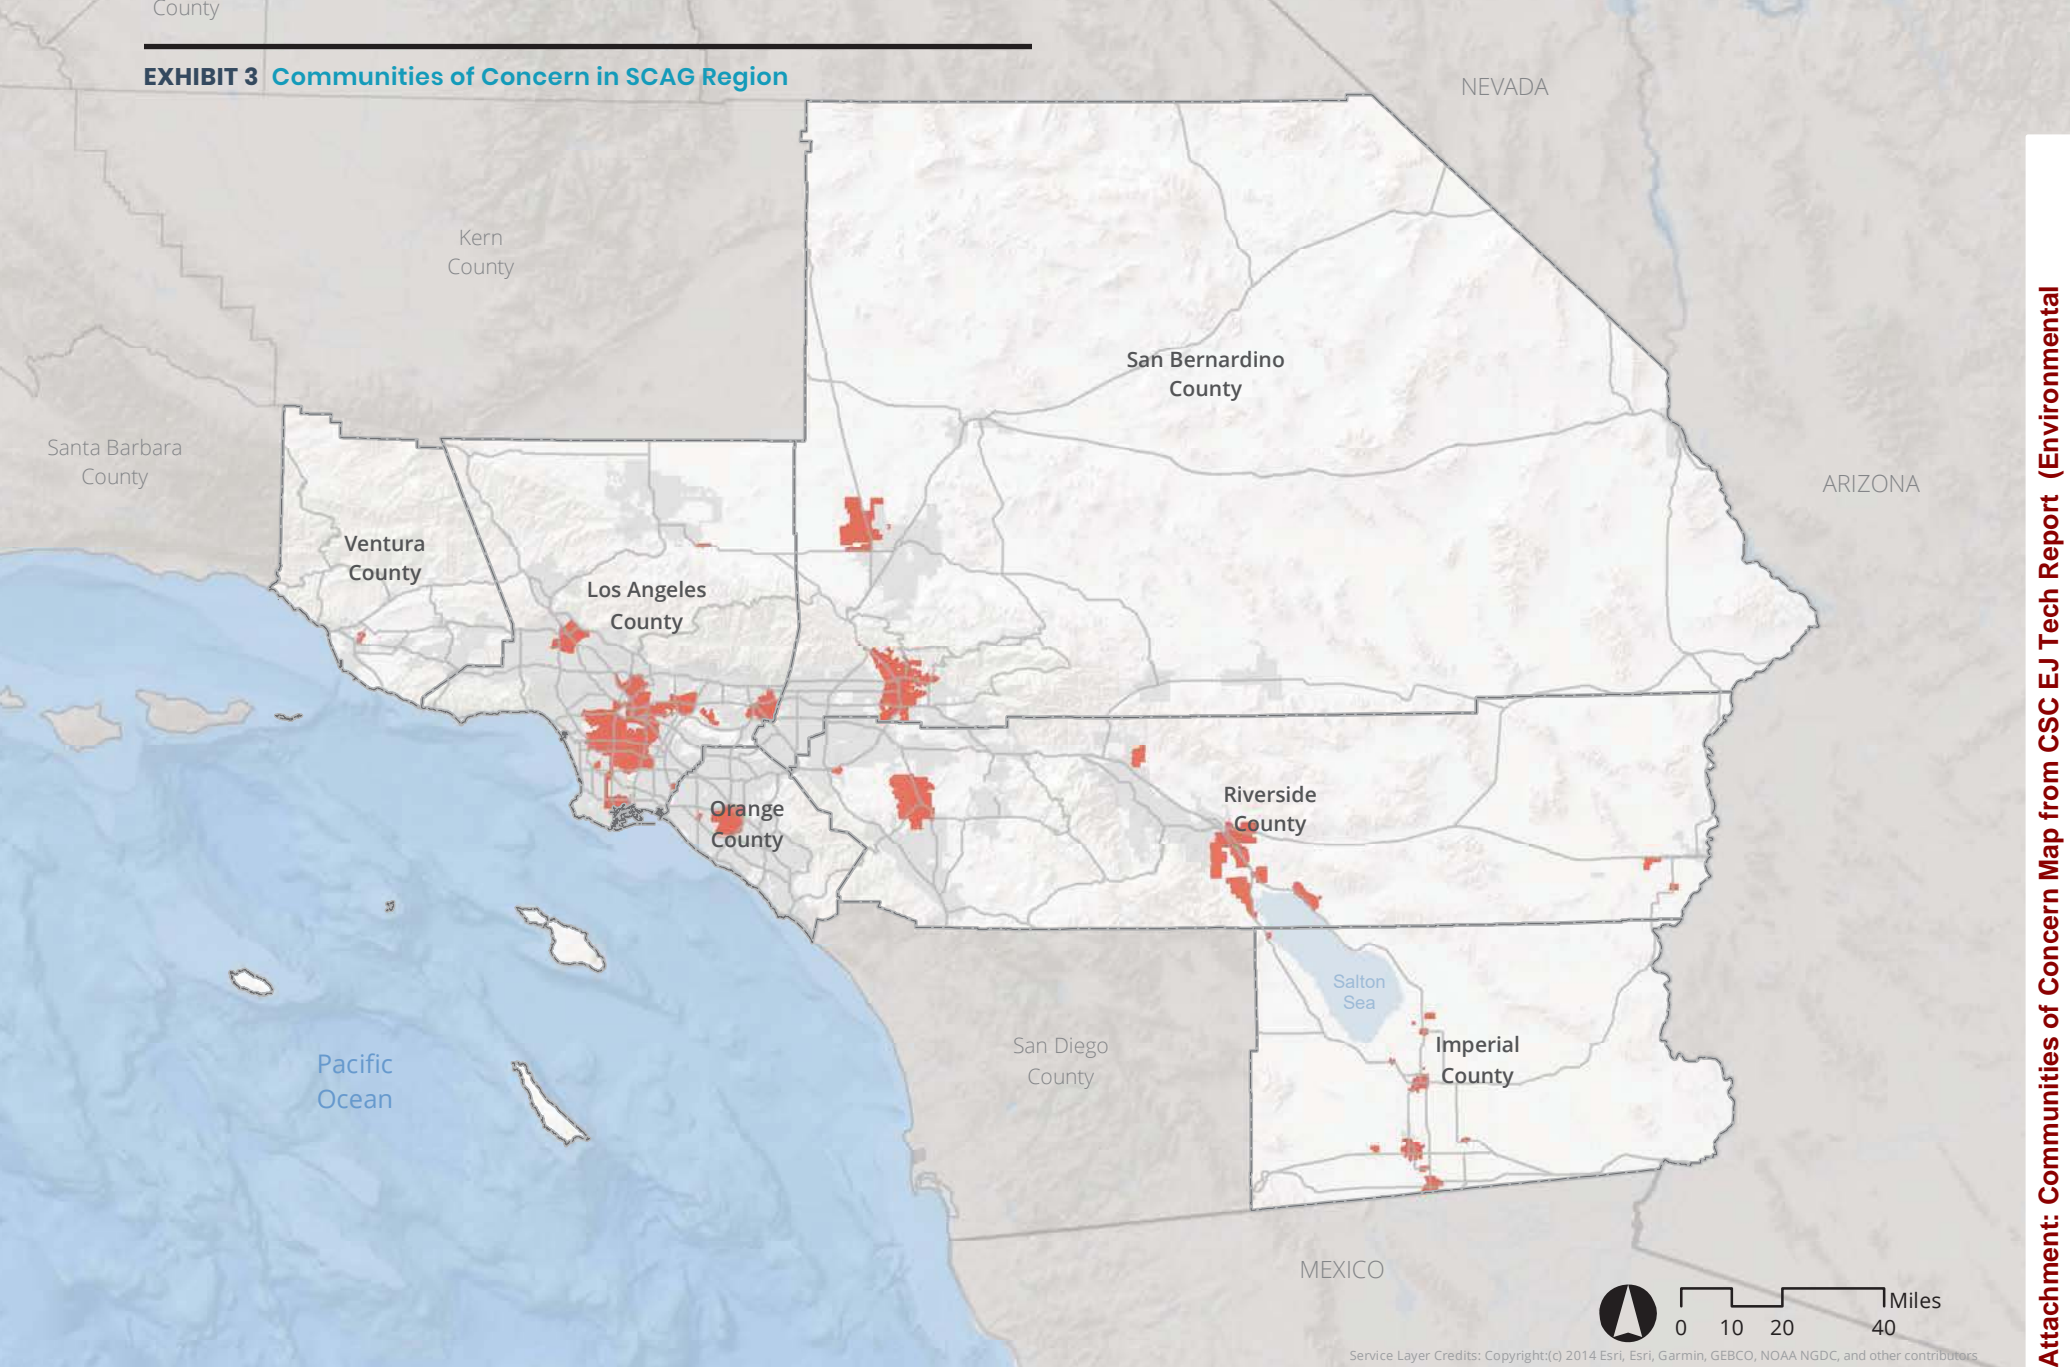 County
EXHIBIT 3 Communities of Concern in SCAG Region
NEVADA
Kern
County
San Bernardino
County
Santa Barbara
County
ARIZONA
Ventura
County
Los Angeles
County
Riverside
County
Orange
County
Salton
Sea
Imperial
County
San Diego
County
Pacific
Ocean
MEXICO
Miles
0 10 20 40
Service Layer Credits: Copyright:(c) 2014 Esri, Esri, Garmin, GEBCO, NOAA NGDC, and other contributors
Attachment: Communities of Concern Map from CSC EJ Tech Report (Environmental